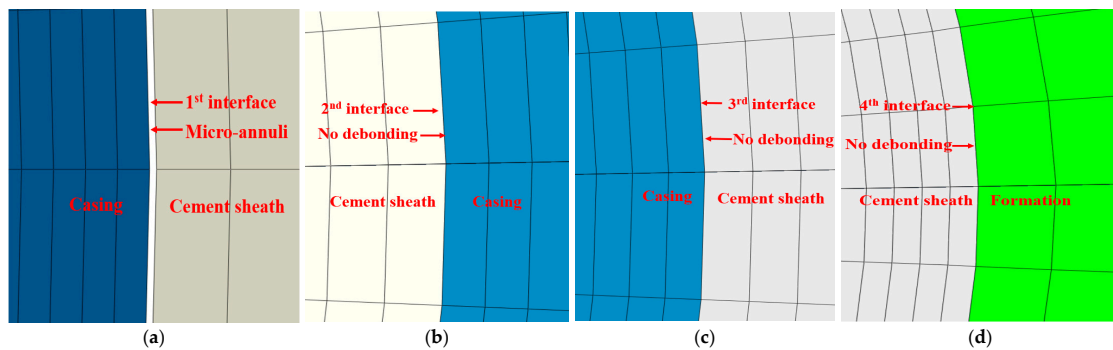 1st interface
Micro-annuli
Casing
Cement sheath
(a)
2nd interface
No debonding
Cement sheath
Casing
(b)
3rd interface
No debonding
Casing
Cement sheath
(c)
4th interface
No debonding
Cement sheath
Formation
(d)